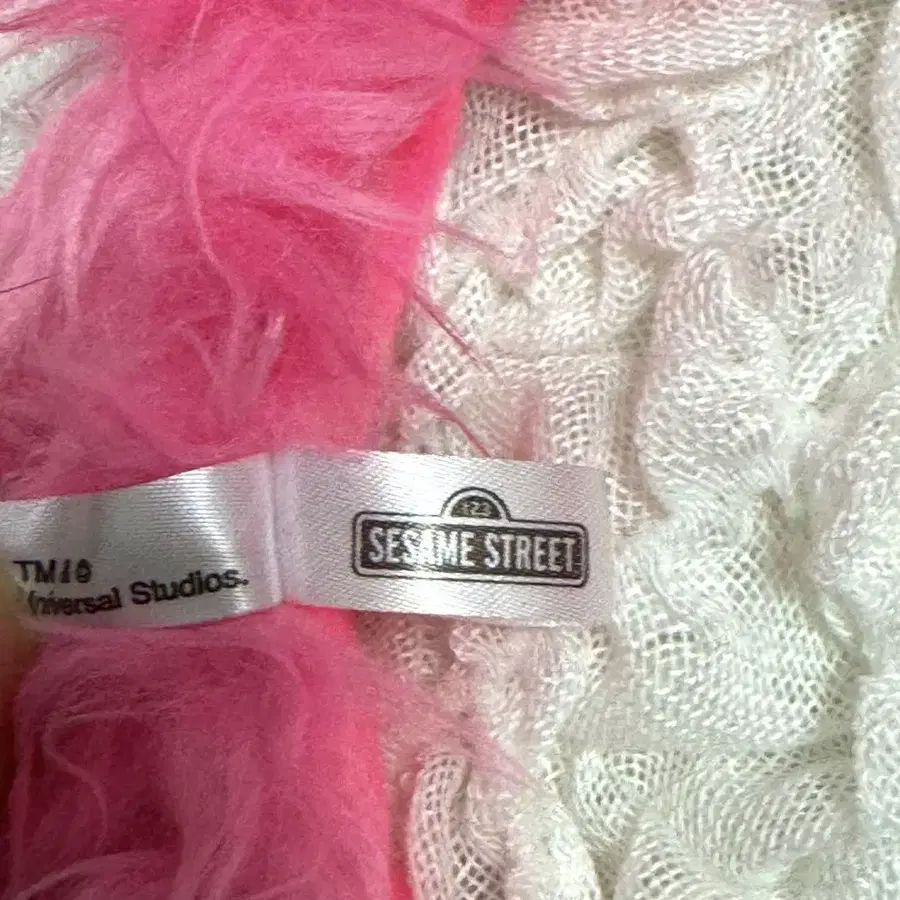 TM & ©
Universal Studios.
123
SESAME STREET